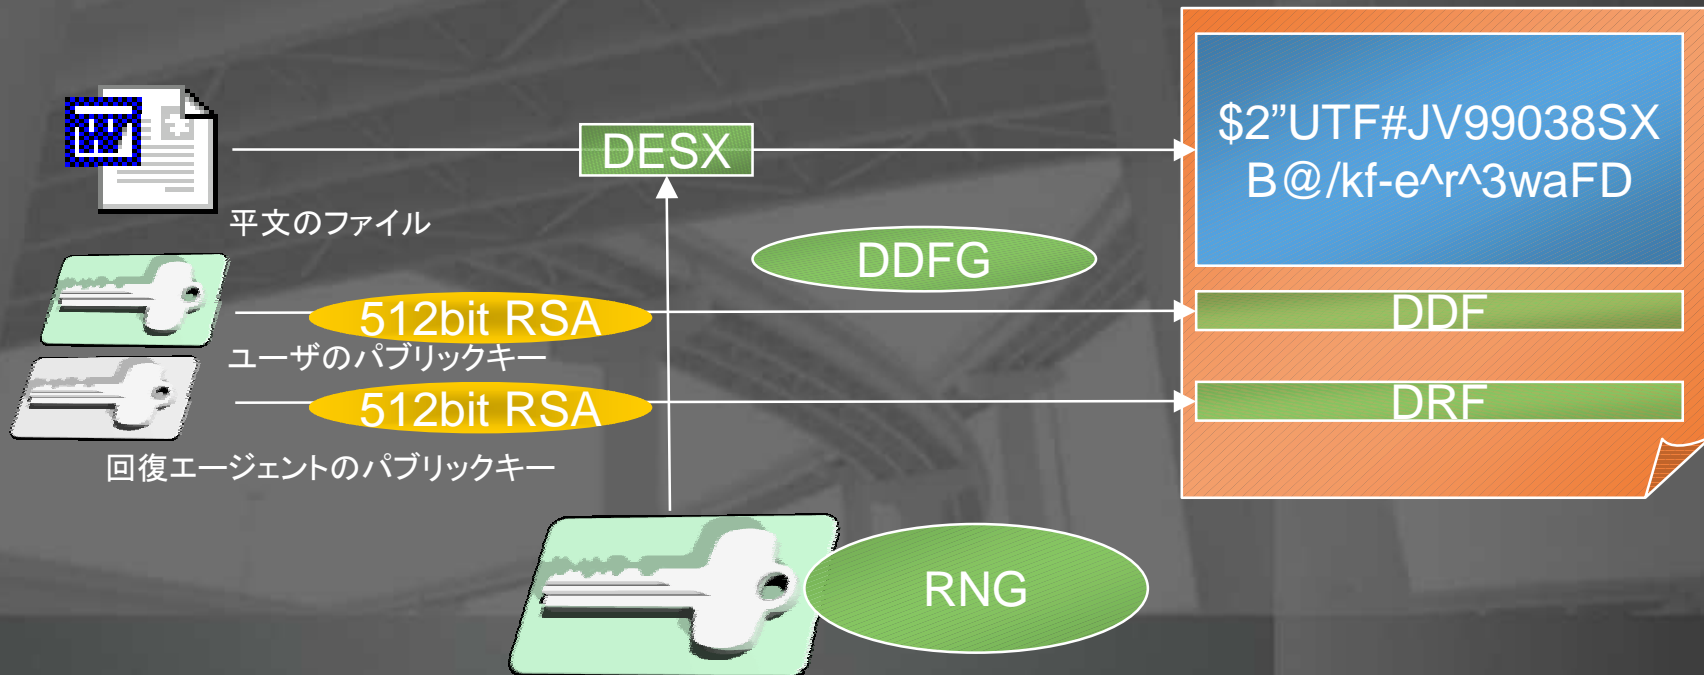 $2”UTF#JV99038SX
B@/kf-e^r^3waFD
DESX
平文のファイル
DDFG
512bit RSA
DDF
ユーザのパブリックキー
512bit RSA
DRF
回復エージェントのパブリックキー
RNG
W